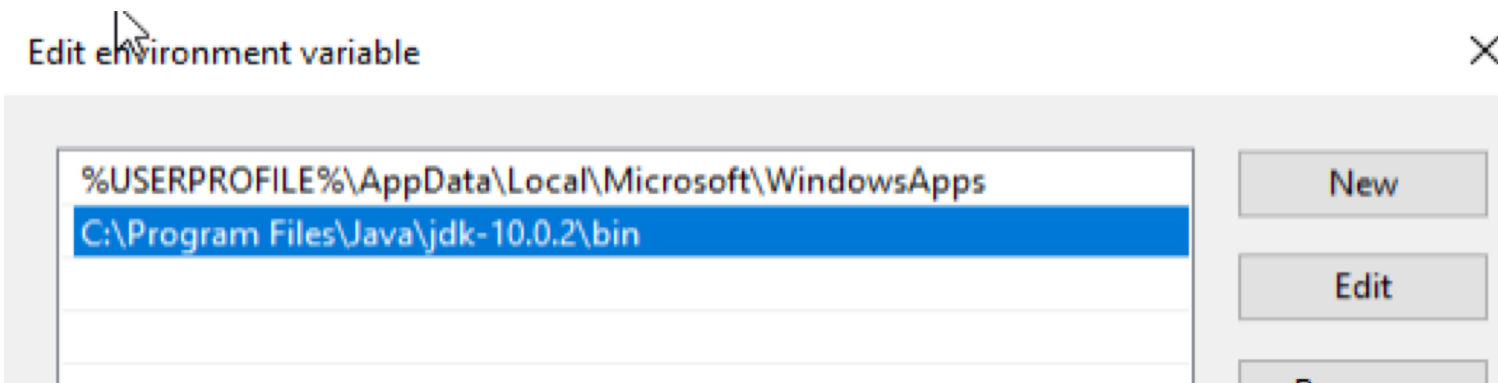 Edit environment variable
%USERPROFILE%\AppData\Local\Microsoft\WindowsApps
New
C:\Program Files\Java\jdk-10.0.2\bin
Edit